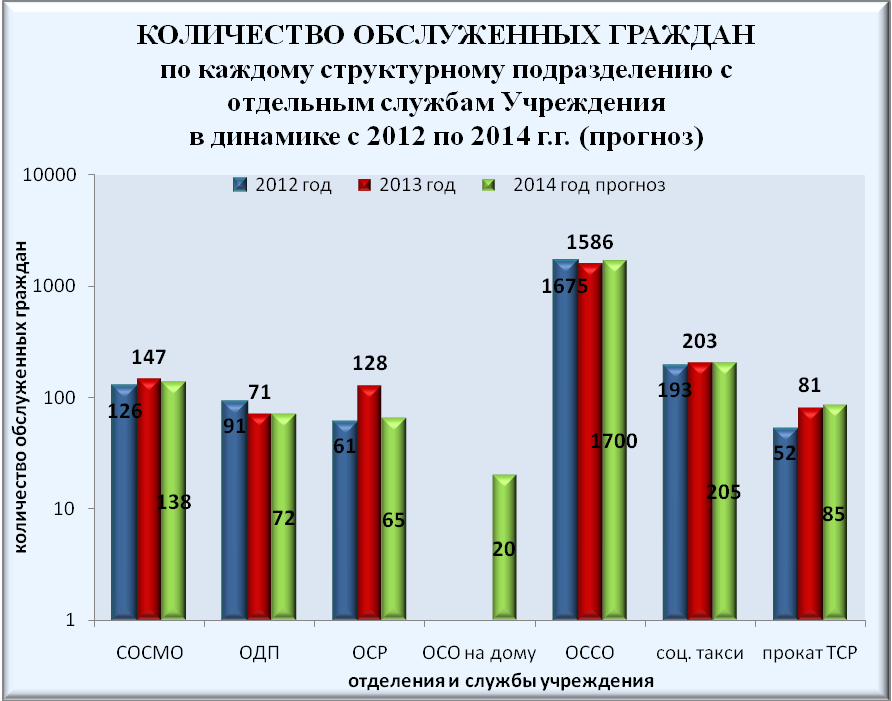 КОЛИЧЕСТВО ОБСЛУЖЕННЫХ ГРАЖДАН
по каждому структурному подразделению с
отдельным службам Учреждения
в динамике с 2012 по 2014 г.г. (прогноз)
2012 год 2013 год 2014 год прогноз
количество обслуженных граждан
10000
1000
100
10
1
126 147 138
91 71 72
61 128 65
20
1675 1586 1700
193 203 205
52 81 85
СОСМО ОДП ОСР ОСО на дому ОССО соц. такси прокат ТСР
отделения и службы учреждения